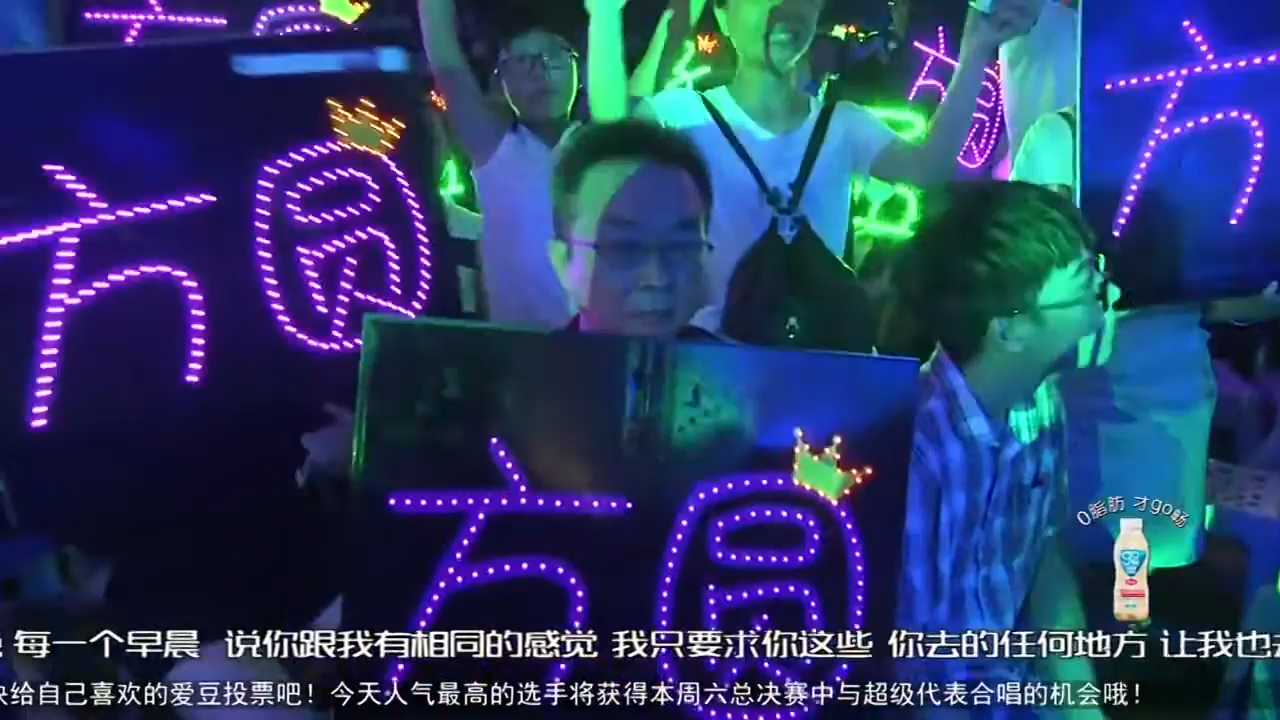 方圆
方圆
方圆
方圆
方
0脂肪 才go畅
每一个早晨 说你跟我有相同的感觉 我只要求你这些 你去的任何地方 让我也
快给自己喜欢的爱豆投票吧！今天人气最高的选手将获得本周六总决赛中与超级代表合唱的机会哦！